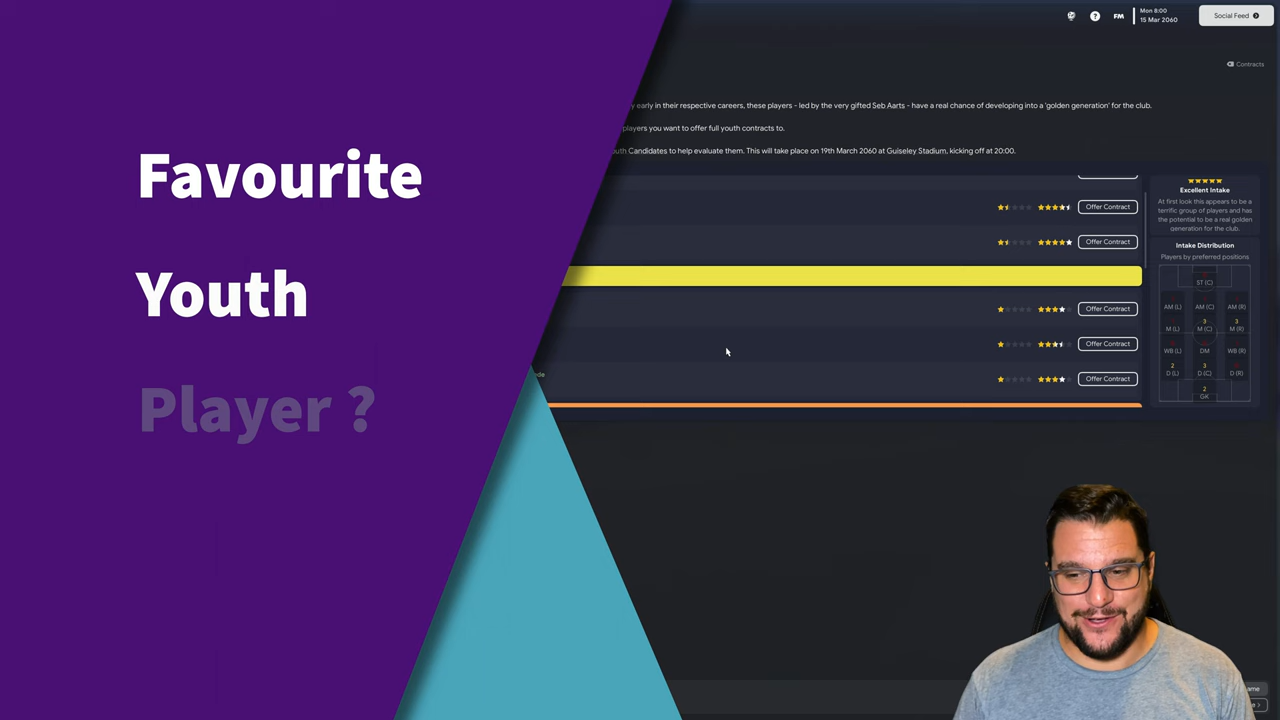 Favourite
Youth
Player ?
FM
Mon 8:00
15 Mar 2060
Social Feed
Contracts
early in their respective careers, these players - led by the very gifted Seb Aarts - have a real chance of developing into a 'golden generation' for the club.
players you want to offer full youth contracts to.
Candidates to help evaluate them. This will take place on 19th March 2060 at Guiseley Stadium, kicking off at 20:00.
Offer Contract
Offer Contract
Offer Contract
Offer Contract
Offer Contract
Excellent Intake
At first look this appears to be a
terrific group of players and has
the potential to be a real golden
generation for the club.
Intake Distribution
Players by preferred positions
ST (C)
AM (L) AM (C) AM (R)
3 3
M (L) M (C) M (R)
WB (L) DM WB (R)
2 3
D (L) D (C) D (R)
2
GK